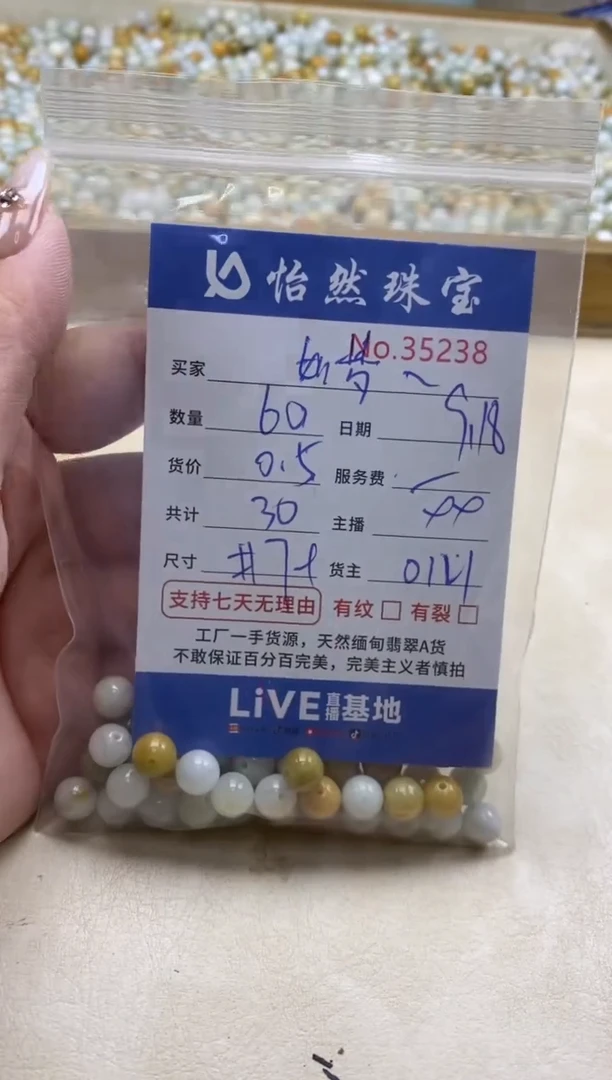 怡然珠宝
No.35238
买家 如梦~
数量 60 日期 5.18
货价 0.5 服务费
共计 30 主播
尺寸 货主
支持七天无理由 有纹 □ 有裂 □
工厂一手货源，天然缅甸翡翠A货
不敢保证百分百完美，完美主义者慎拍
LiVE直播基地